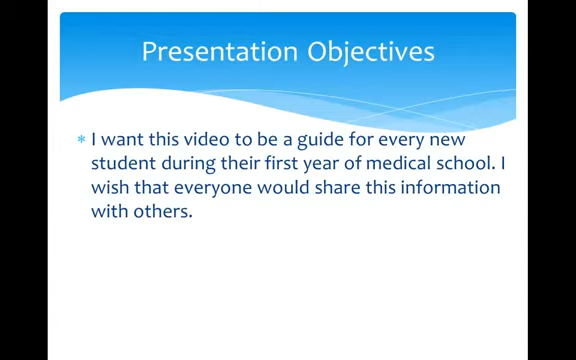 Presentation Objectives
* I want this video to be a guide for every new
student during their first year of medical school. I
wish that everyone would share this information
with others.